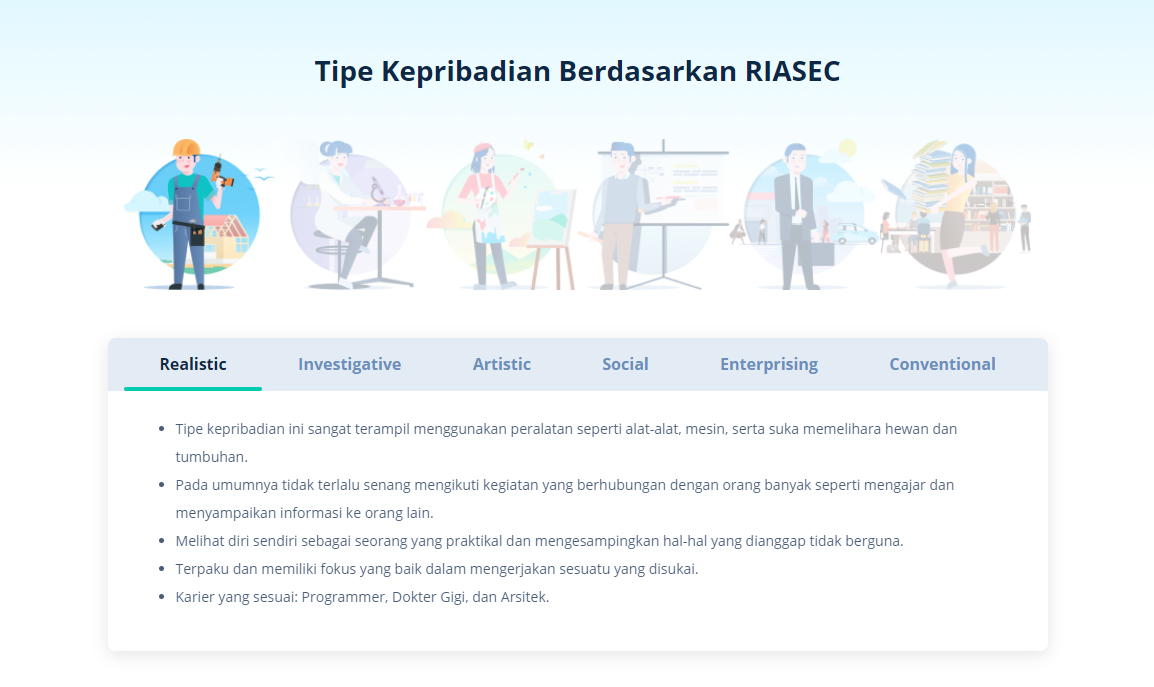 Tipe Kepribadian Berdasarkan RIASEC
Realistic
Investigative
Artistic
Social
Enterprising
Conventional
• Tipe kepribadian ini sangat terampil menggunakan peralatan seperti alat-alat, mesin, serta suka memelihara hewan dan
tumbuhan.
• Pada umumnya tidak terlalu senang mengikuti kegiatan yang berhubungan dengan orang banyak seperti mengajar dan
menyampaikan informasi ke orang lain.
• Melihat diri sendiri sebagai seorang yang praktikal dan mengesampingkan hal-hal yang dianggap tidak berguna.
• Terpaku dan memiliki fokus yang baik dalam mengerjakan sesuatu yang disukai.
• Karier yang sesuai: Programmer, Dokter Gigi, dan Arsitek.